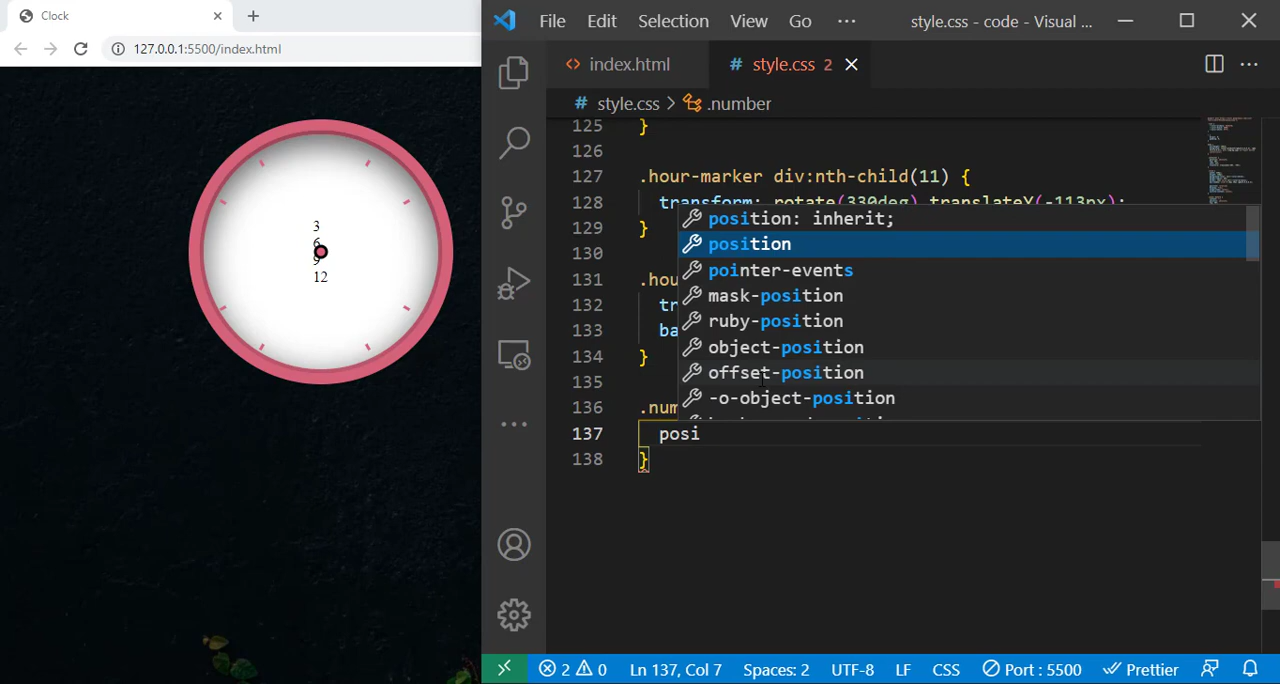 Clock
127.0.0.1:5500/index.html
3
6
9
12
File Edit Selection View Go ··· style.css - code - Visual ...
<> index.html # style.css 2
# style.css > .number
125 }
126
127 .hour-marker div:nth-child(11) {
128 transform: rotate(330deg) translateY(-113px);
129 }
130
131 .hou
132 tr
133 ba
134 }
135
136 .num
137 posi
138 }
position: inherit;
position
pointer-events
mask-position
ruby-position
object-position
offset-position
-o-object-position
2 0 Ln 137, Col 7 Spaces: 2 UTF-8 LF CSS Port : 5500 Prettier